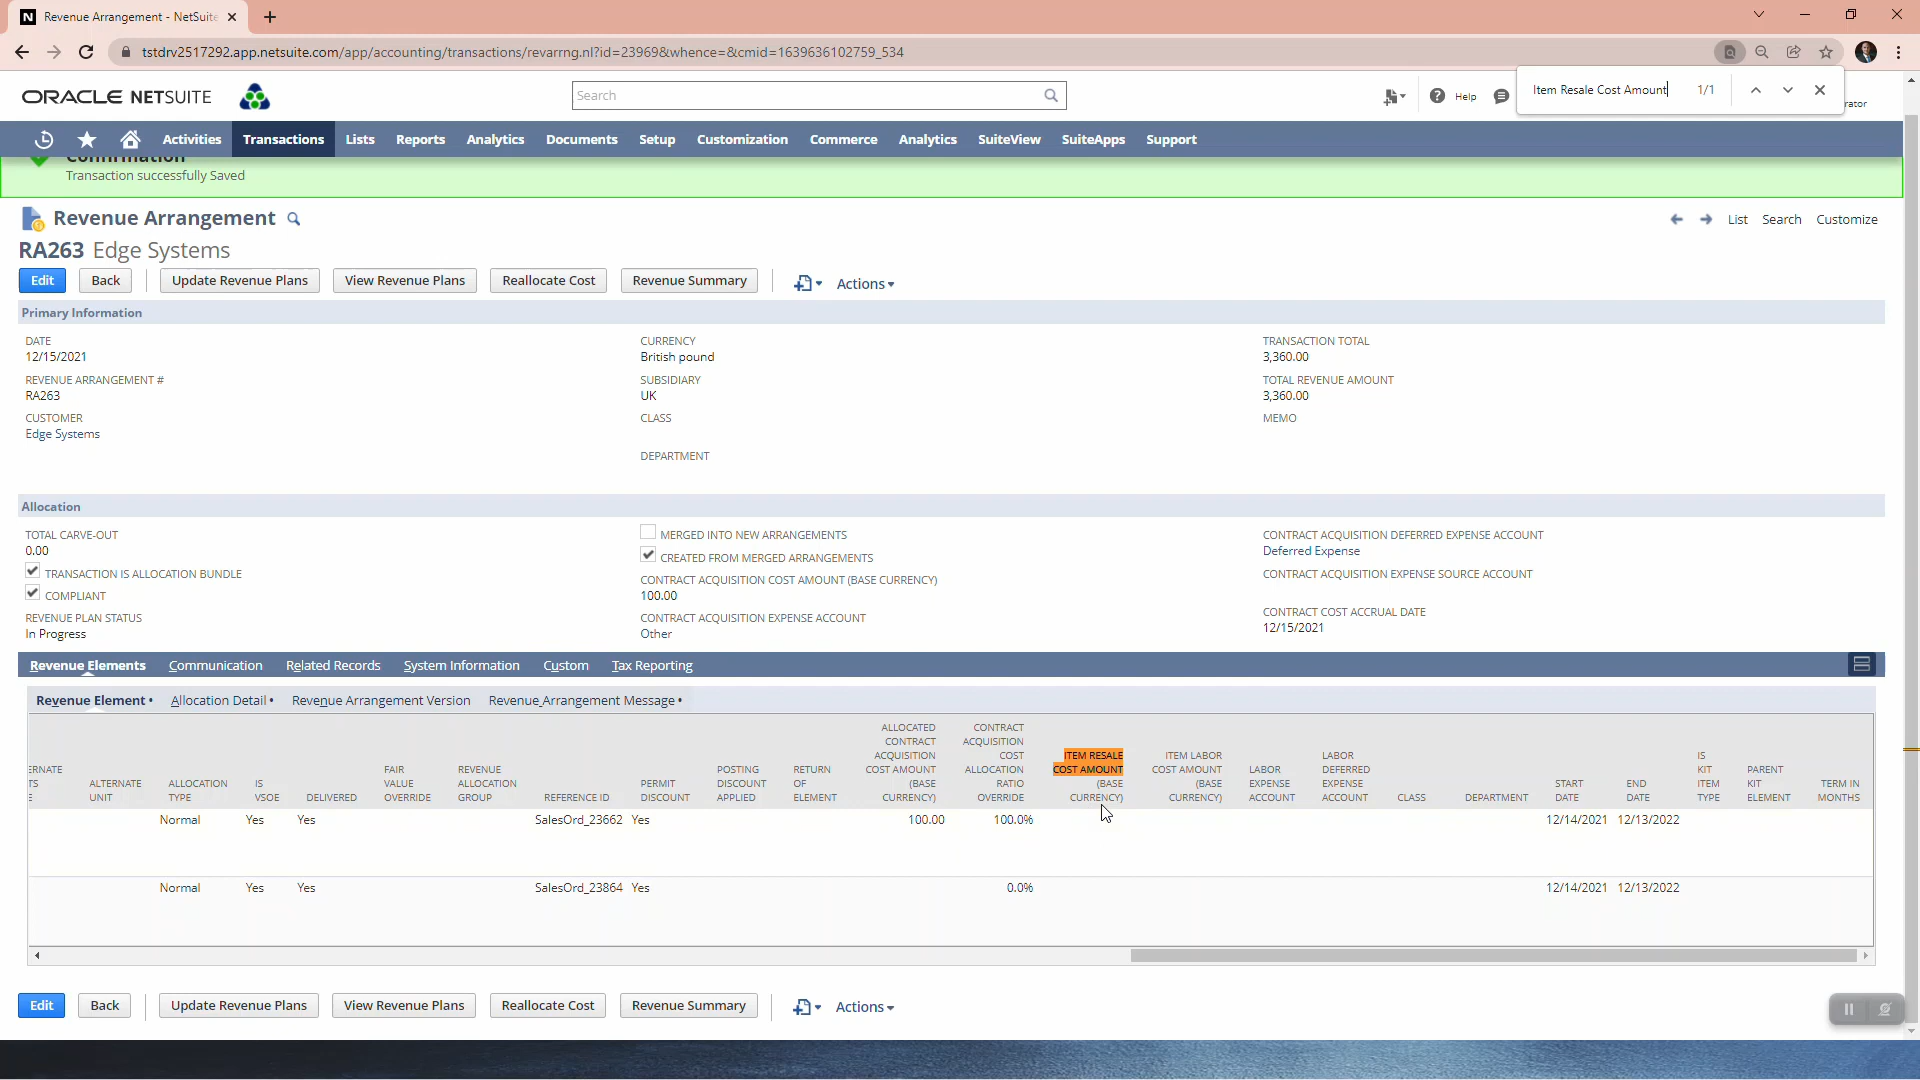 Revenue Arrangement - NetSuite
tstdrv2517292.app.netsuite.com/app/accounting/transactions/revarrng.nl?id=23969&whence=&cmid=1639636102759_534
Item Resale Cost Amount 1/1
ORACLE NETSUITE
Search
Help
rator
Activities Transactions Lists Reports Analytics Documents Setup Customization Commerce Analytics SuiteView SuiteApps Support
Confirmation
Transaction successfully Saved
Revenue Arrangement
List Search Customize
RA263 Edge Systems
Edit Back Update Revenue Plans View Revenue Plans Reallocate Cost Revenue Summary Actions
Primary Information
DATE
12/15/2021
REVENUE ARRANGEMENT #
RA263
CUSTOMER
Edge Systems
CURRENCY
British pound
SUBSIDIARY
UK
CLASS
DEPARTMENT
TRANSACTION TOTAL
3,360.00
TOTAL REVENUE AMOUNT
3,360.00
MEMO
Allocation
TOTAL CARVE-OUT
0.00
TRANSACTION IS ALLOCATION BUNDLE
COMPLIANT
REVENUE PLAN STATUS
In Progress
MERGED INTO NEW ARRANGEMENTS
CREATED FROM MERGED ARRANGEMENTS
CONTRACT ACQUISITION COST AMOUNT (BASE CURRENCY)
100.00
CONTRACT ACQUISITION EXPENSE ACCOUNT
Other
CONTRACT ACQUISITION DEFERRED EXPENSE ACCOUNT
Deferred Expense
CONTRACT ACQUISITION EXPENSE SOURCE ACCOUNT
CONTRACT COST ACCRUAL DATE
12/15/2021
Revenue Elements Communication Related Records System Information Custom Tax Reporting
Revenue Element • Allocation Detail • Revenue Arrangement Version Revenue Arrangement Message •
ERNATE
TS
E
ALTERNATE
UNIT
ALLOCATION
TYPE
IS
VSOE
DELIVERED
FAIR
VALUE
OVERRIDE
REVENUE
ALLOCATION
GROUP
REFERENCE ID
PERMIT
DISCOUNT
POSTING
DISCOUNT
APPLIED
RETURN
OF
ELEMENT
ALLOCATED
CONTRACT
ACQUISITION
COST AMOUNT
(BASE
CURRENCY)
CONTRACT
ACQUISITION
COST
ALLOCATION
RATIO
OVERRIDE
ITEM RESALE
COST AMOUNT
(BASE
CURRENCY)
ITEM LABOR
COST AMOUNT
(BASE
CURRENCY)
LABOR
EXPENSE
ACCOUNT
LABOR
DEFERRED
EXPENSE
ACCOUNT
CLASS
DEPARTMENT
START
DATE
END
DATE
IS
KIT
ITEM
TYPE
PARENT
KIT
ELEMENT
TERM IN
MONTHS
Normal Yes Yes SalesOrd_23662 Yes 100.00 100.0% 12/14/2021 12/13/2022
Normal Yes Yes SalesOrd_23864 Yes 0.0% 12/14/2021 12/13/2022
Edit Back Update Revenue Plans View Revenue Plans Reallocate Cost Revenue Summary Actions